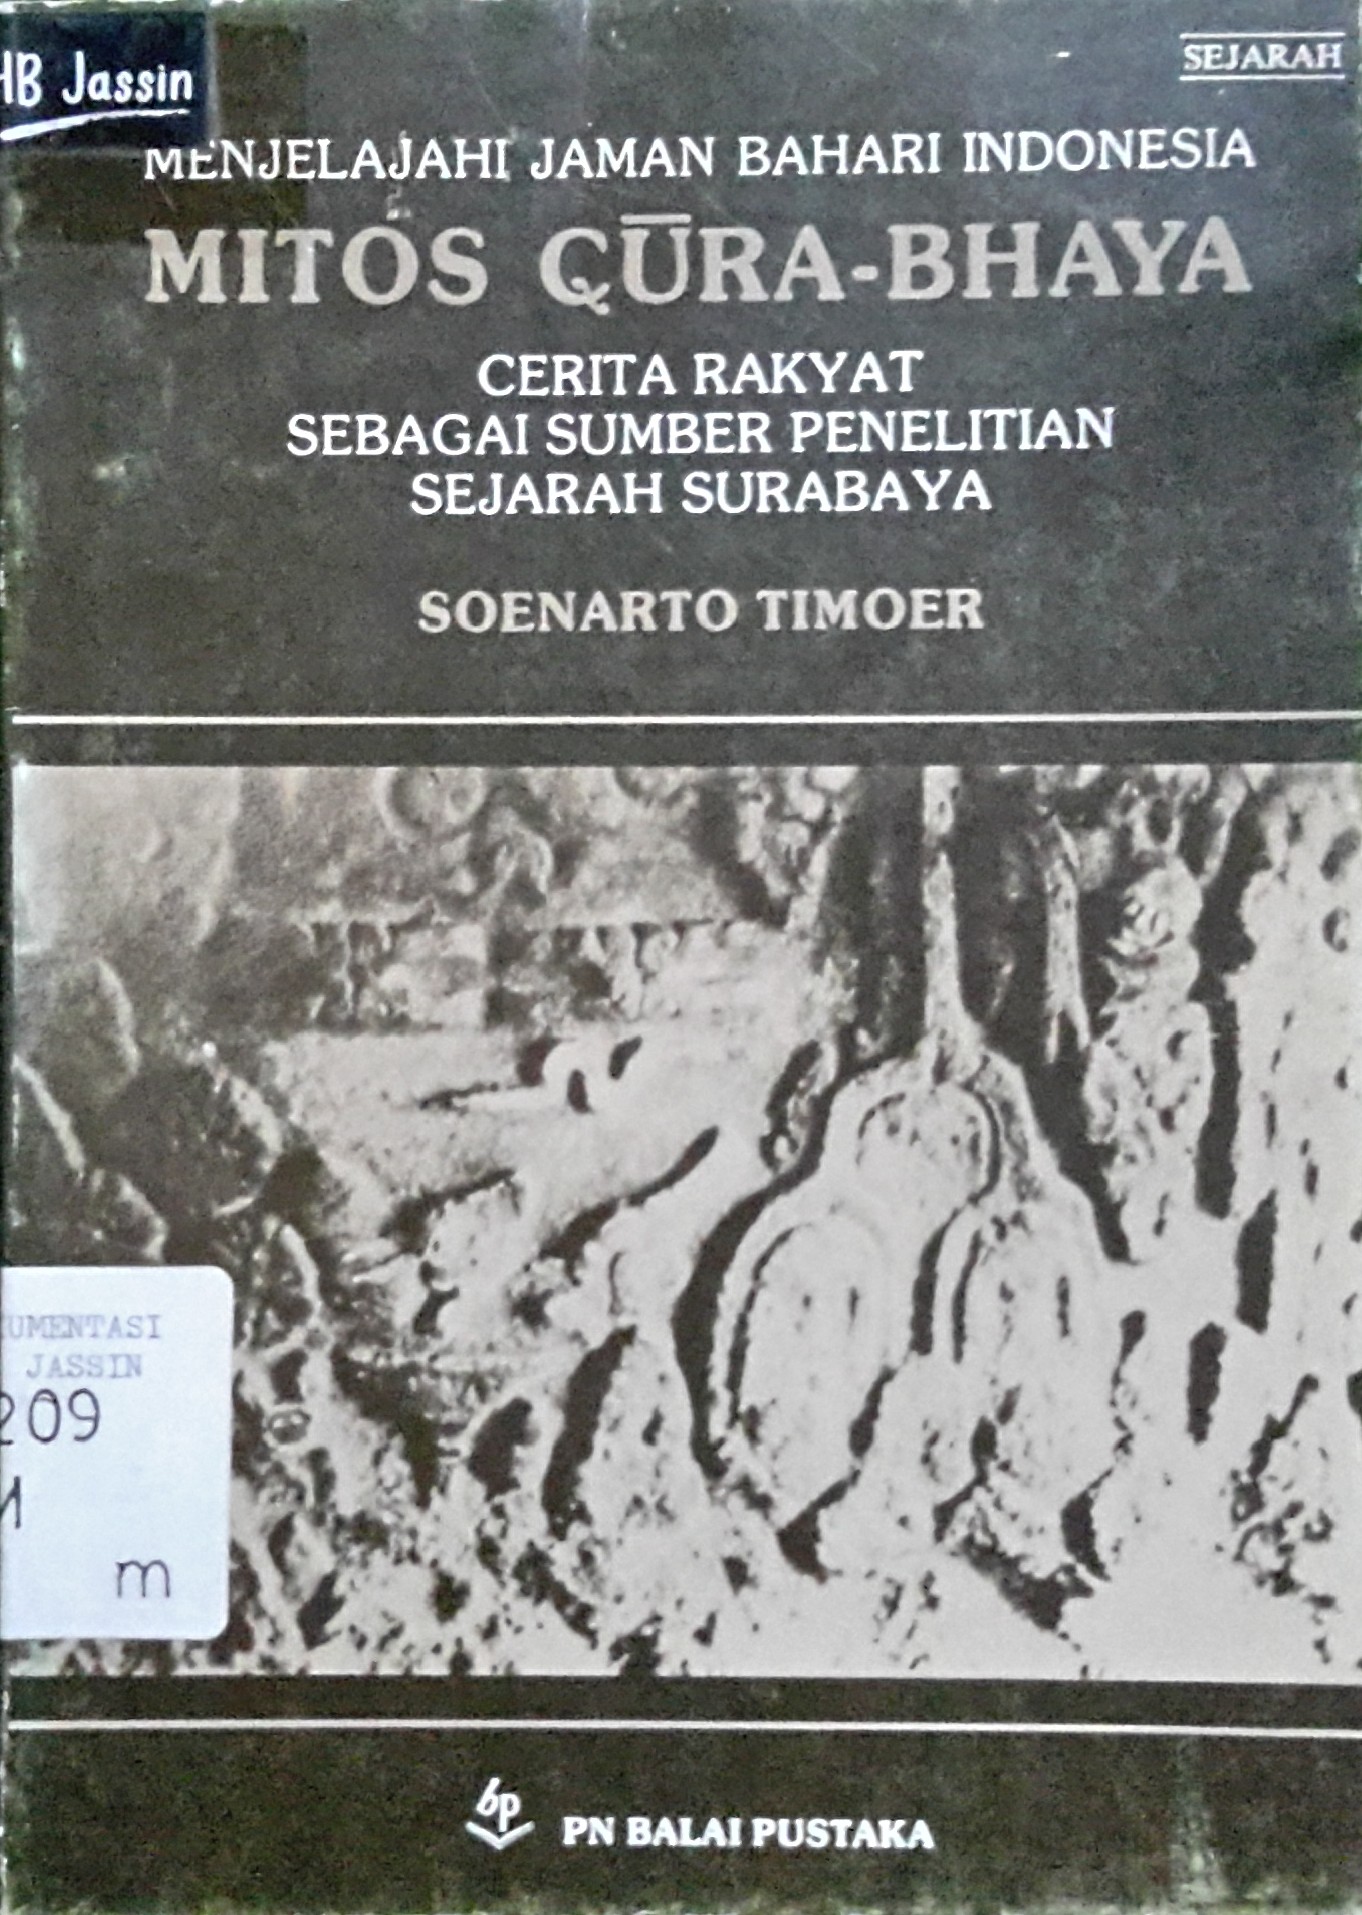 HB Jassin
SEJARAH
MENJELAJAHI JAMAN BAHARI INDONESIA
MITOS QŪRA-BHAYA
CERITA RAKYAT
SEBAGAI SUMBER PENELITIAN
SEJARAH SURABAYA
SOENARTO TIMOER
UMENTASI
JASSIN
209
m
bp PN BALAI PUSTAKA